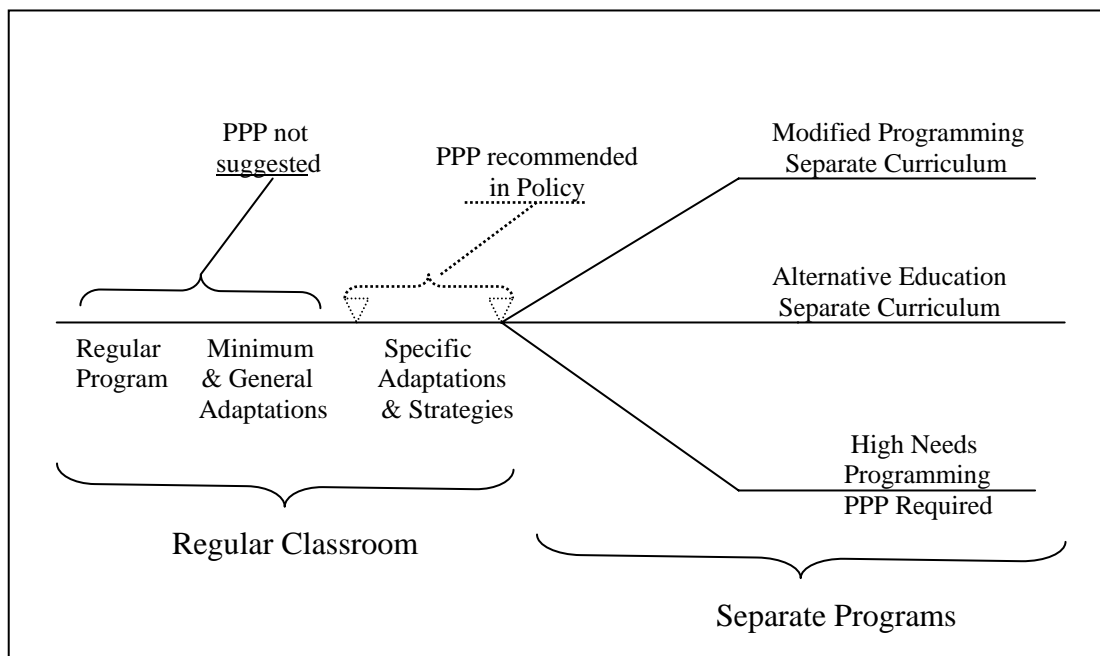 PPP not
suggested
PPP recommended
in Policy
Modified Programming
Separate Curriculum
Alternative Education
Separate Curriculum
Regular
Program
Minimum
& General
Adaptations
Specific
Adaptations
& Strategies
High Needs
Programming
PPP Required
Regular Classroom
Separate Programs